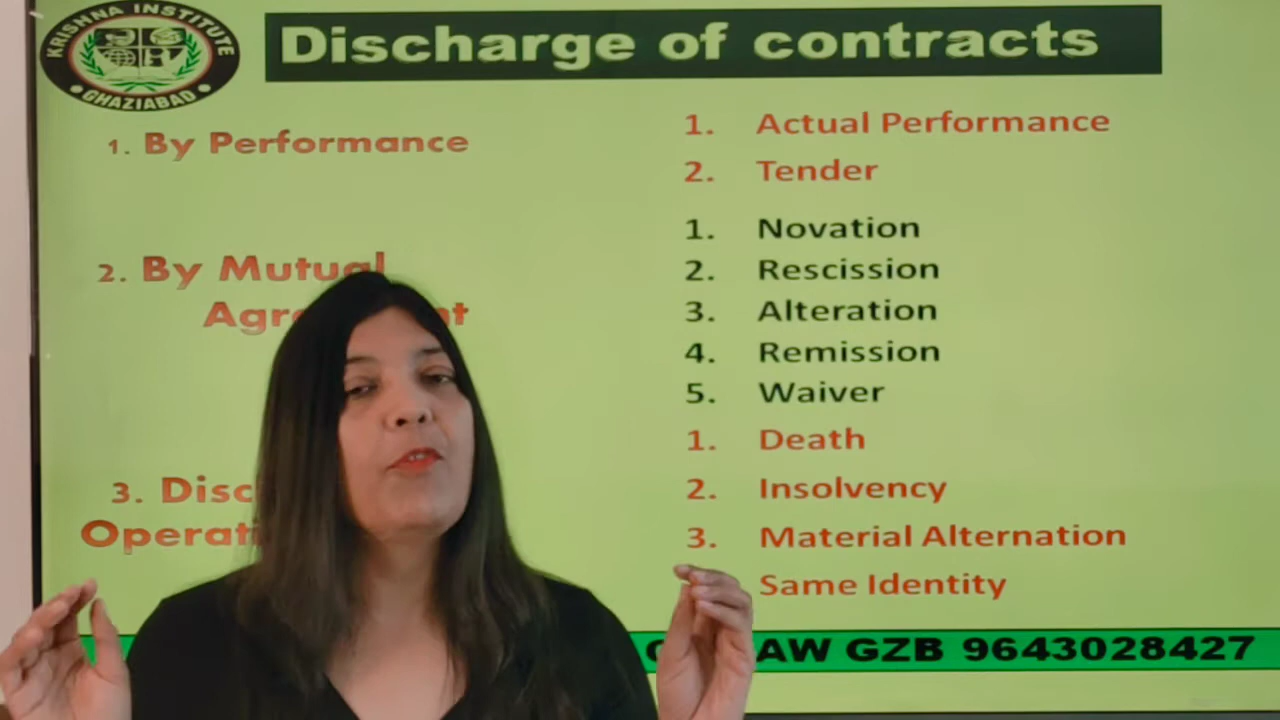 KRISHNA INSTITUTE
GHAZIABAD
Discharge of contracts
1. By Performance
1. Actual Performance
2. Tender
2. By Mutual
1. Novation
2. Rescission
3. Alteration
4. Remission
5. Waiver
3.
1. Death
2. Insolvency
3. Material Alternation
Same Identity
GZB 9643028427